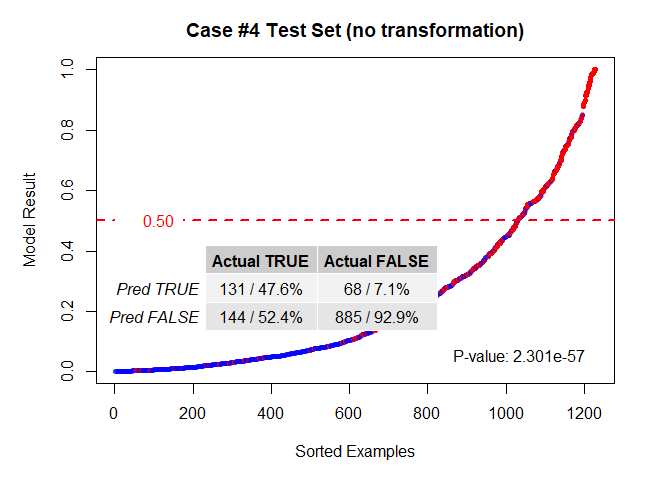 Case #4 Test Set (no transformation)
Model Result
1.0
0.8
0.6
0.4
0.2
0.0
0.50
Actual TRUE Actual FALSE
Pred TRUE 131 / 47.6% 68 / 7.1%
Pred FALSE 144 / 52.4% 885 / 92.9%
P-value: 2.301e-57
0 200 400 600 800 1000 1200
Sorted Examples